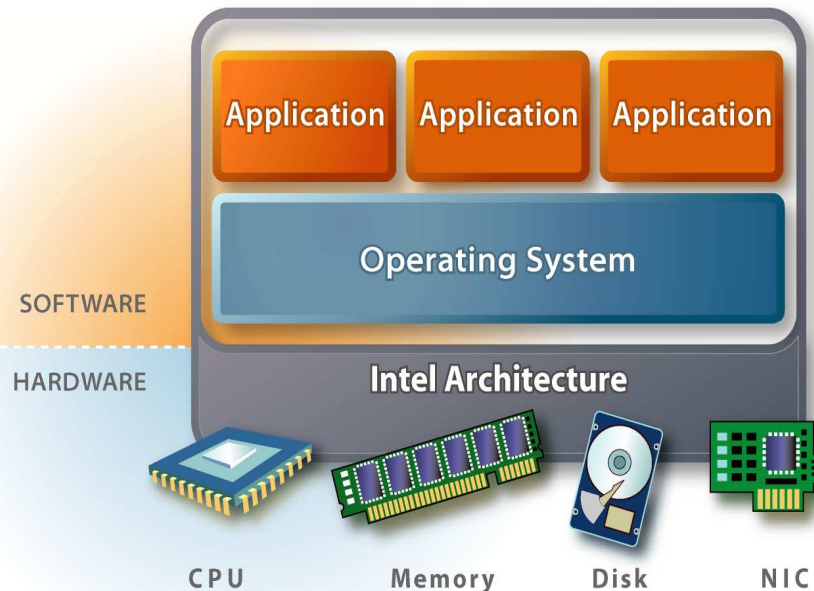 Application Application Application
Operating System
SOFTWARE
HARDWARE
Intel Architecture
CPU Memory Disk NIC